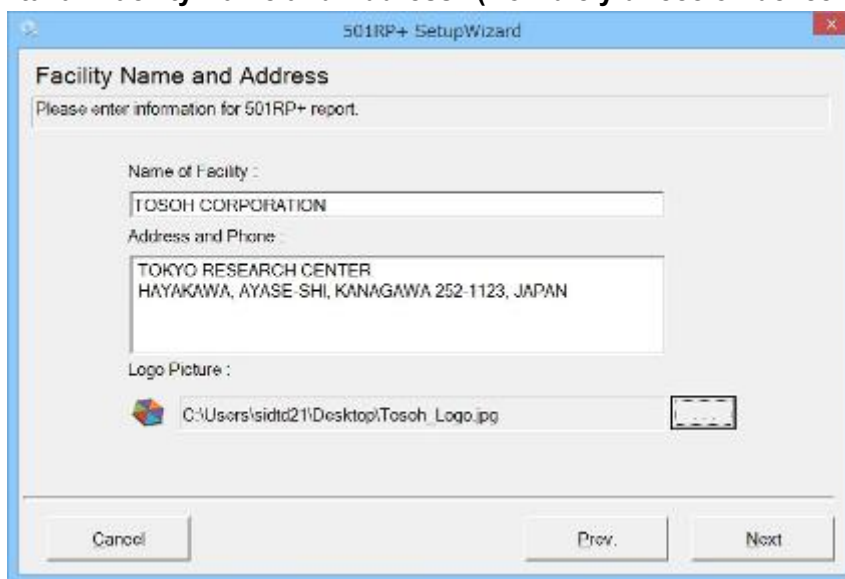 501RP+ SetupWizard
Facility Name and Address
Please enter information for 501RP+ report.
Name of Facility :
TOSOH CORPORATION
Address and Phone :
TOKYO RESEARCH CENTER
HAYAKAWA, AYASE-SHI, KANAGAWA 252-1123, JAPAN
Logo Picture :
C:\Users\sidtd21\Desktop\Tosoh_Logo.jpg
...
Cancel
Prev.
Next